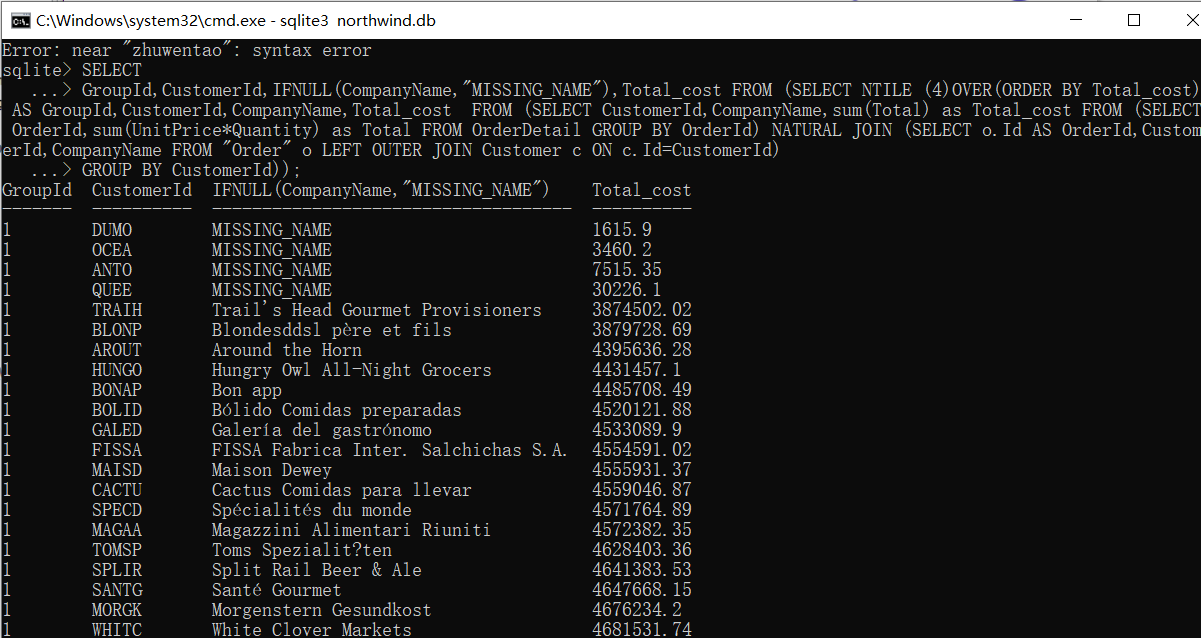 C:\Windows\system32\cmd.exe - sqlite3  northwind.db
Error: near "zhuwentao": syntax error
sqlite> SELECT
   ...> GroupId,CustomerId,IFNULL(CompanyName,"MISSING_NAME"),Total_cost FROM (SELECT NTILE (4)OVER(ORDER BY Total_cost)
 AS GroupId,CustomerId,CompanyName,Total_cost  FROM (SELECT CustomerId,CompanyName,sum(Total) as Total_cost FROM (SELECT
 OrderId,sum(UnitPrice*Quantity) as Total FROM OrderDetail GROUP BY OrderId) NATURAL JOIN (SELECT o.Id AS OrderId,Custom
erId,CompanyName FROM "Order" o LEFT OUTER JOIN Customer c ON c.Id=CustomerId)
   ...> GROUP BY CustomerId));
GroupId  CustomerId  IFNULL(CompanyName,"MISSING_NAME")    Total_cost
-------  ----------  ------------------------------------  ----------
1        DUMO        MISSING_NAME                          1615.9
1        OCEA        MISSING_NAME                          3460.2
1        ANTO        MISSING_NAME                          7515.35
1        QUEE        MISSING_NAME                          30226.1
1        TRAIH       Trail's Head Gourmet Provisioners     3874502.02
1        BLONP       Blondesddsl père et fils              3879728.69
1        AROUT       Around the Horn                       4395636.28
1        HUNGO       Hungry Owl All-Night Grocers          4431457.1
1        BONAP       Bon app                               4485708.49
1        BOLID       Bólido Comidas preparadas             4520121.88
1        GALED       Galería del gastrónomo                4533089.9
1        FISSA       FISSA Fabrica Inter. Salchichas S.A.  4554591.02
1        MAISD       Maison Dewey                          4555931.37
1        CACTU       Cactus Comidas para llevar            4559046.87
1        SPECD       Spécialités du monde                  4571764.89
1        MAGAA       Magazzini Alimentari Riuniti          4572382.35
1        TOMSP       Toms Spezialit?ten                    4628403.36
1        SPLIR       Split Rail Beer & Ale                 4641383.53
1        SANTG       Santé Gourmet                         4647668.15
1        MORGK       Morgenstern Gesundkost                4676234.2
1        WHITC       White Clover Markets                  4681531.74